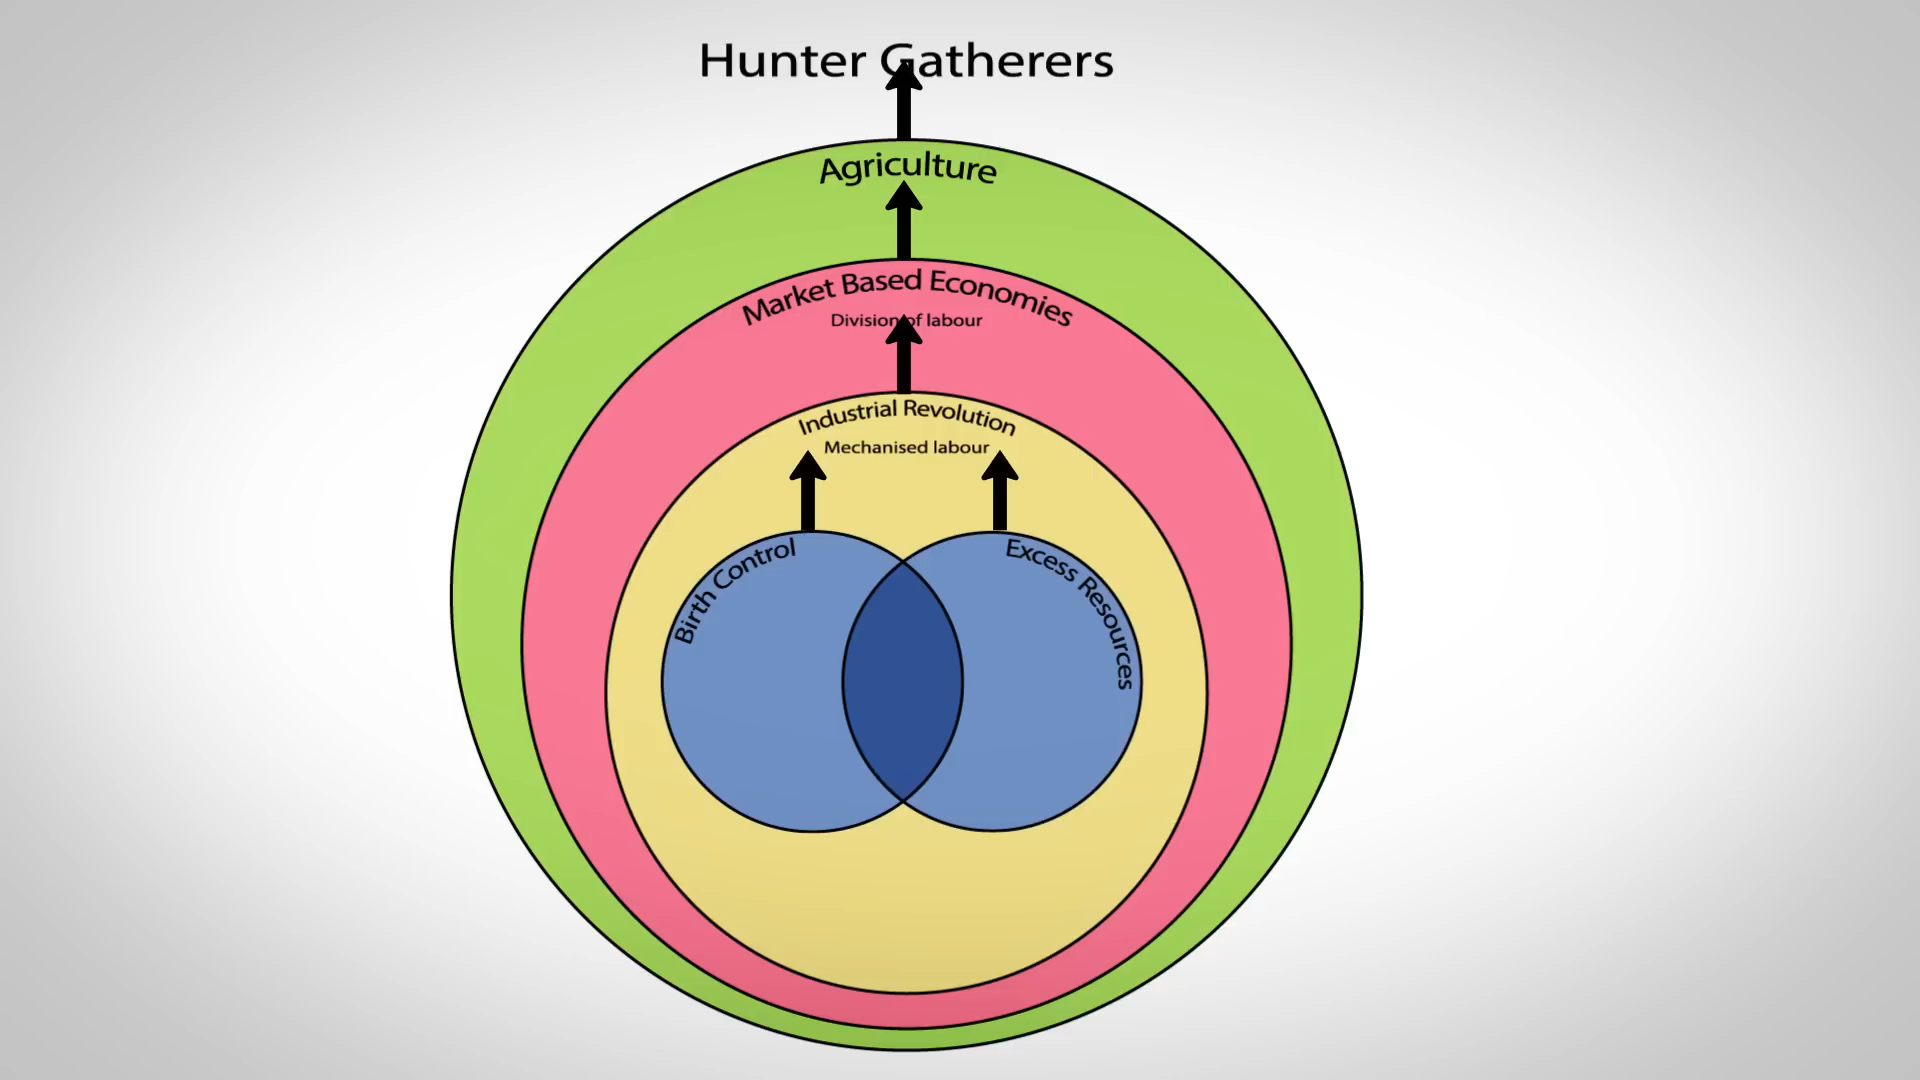 Hunter Gatherers
Agriculture
Market Based Economies
Division of labour
Industrial Revolution
Mechanised labour
Birth Control
Excess Resources